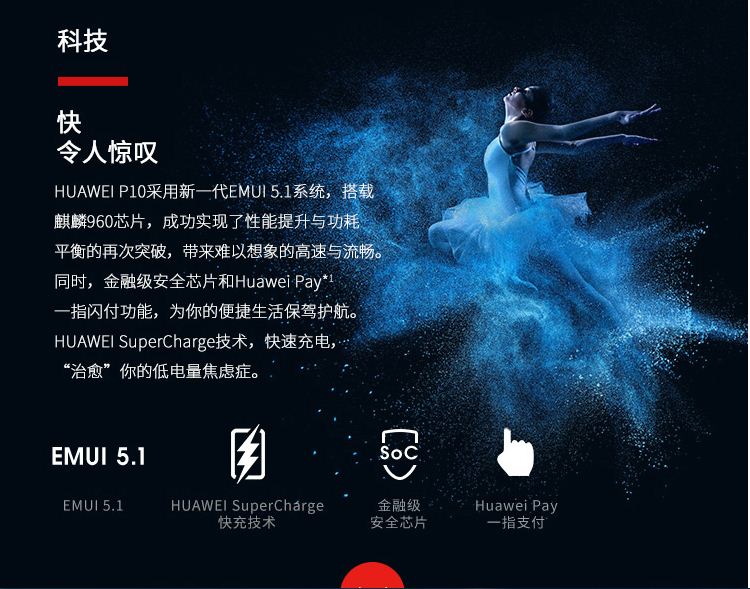 科技
快
令人惊叹
HUAWEI P10采用新一代EMUI 5.1系统，搭载
麒麟960芯片，成功实现了性能提升与功耗
平衡的再次突破，带来难以想象的高速与流畅。
同时，金融级安全芯片和Huawei Pay*¹
一指闪付功能，为你的便捷生活保驾护航。
HUAWEI SuperCharge技术，快速充电，
“治愈”你的低电量焦虑症。
EMUI 5.1
SoC
EMUI 5.1
HUAWEI SuperCharge
快充技术
金融级
安全芯片
Huawei Pay
一指支付